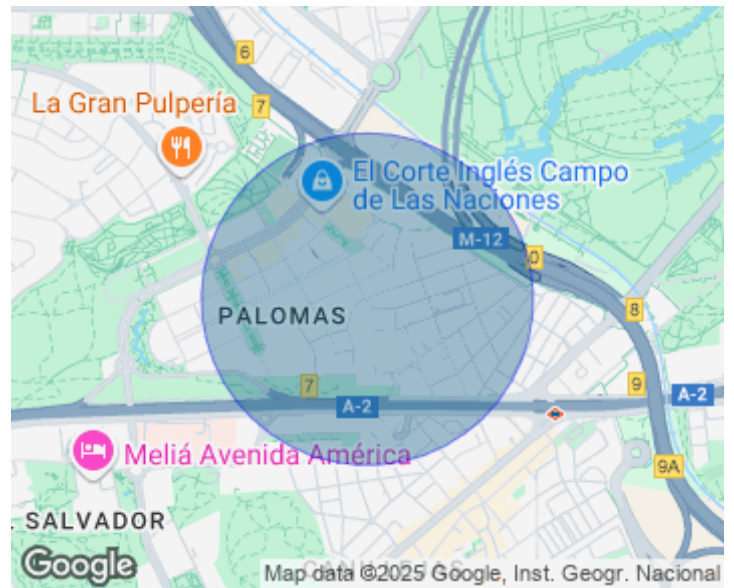 6
La Gran Pulpería
7
El Corte Inglés Campo
de Las Naciones
M-12
0
8
PALOMAS
7
A-2
9
A-2
Meliá Avenida América
9A
SALVADOR
Google
Map data ©2025 Google, Inst. Geogr. Nacional